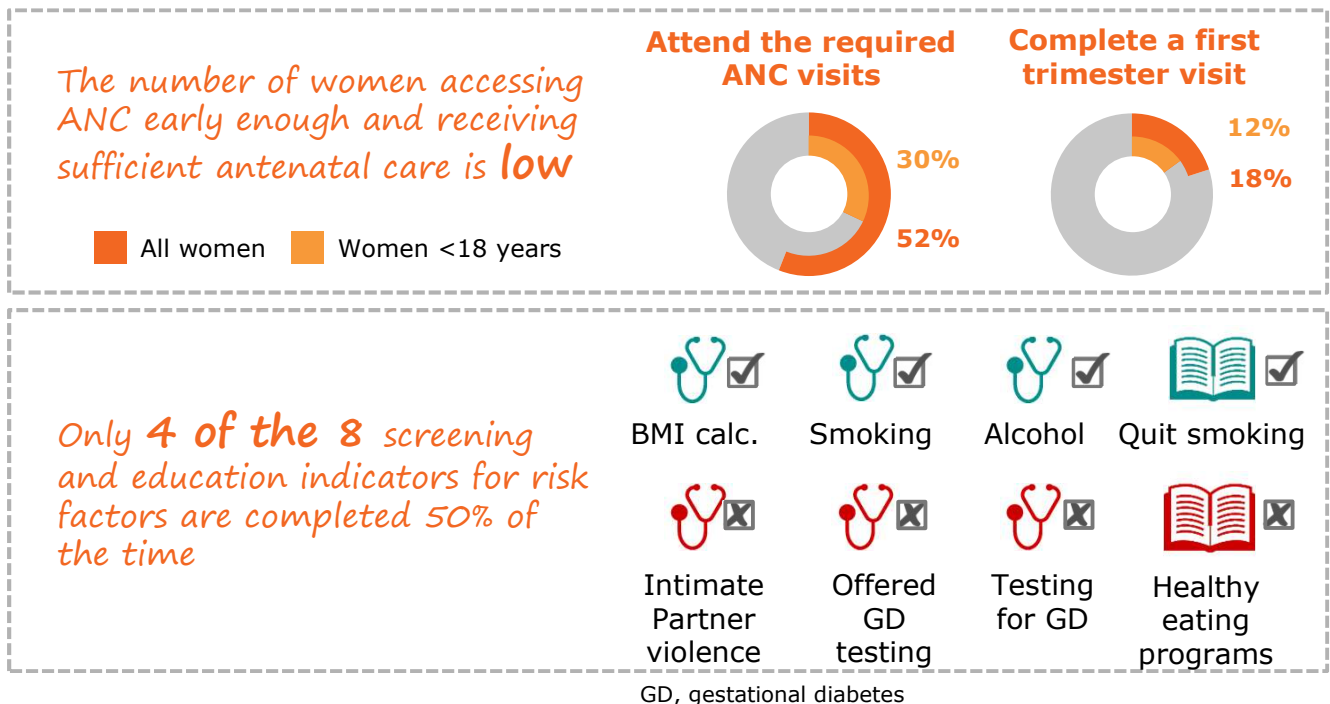 The number of women accessing
ANC early enough and receiving
sufficient antenatal care is low
All women
Women <18 years
Attend the required
ANC visits
30%
52%
Complete a first
trimester visit
12%
18%
Only 4 of the 8 screening
and education indicators for risk
factors are completed 50% of
the time
BMI calc.
Smoking
Alcohol
Quit smoking
Intimate
Partner
violence
Offered
GD
testing
Testing
for GD
Healthy
eating
programs
GD, gestational diabetes